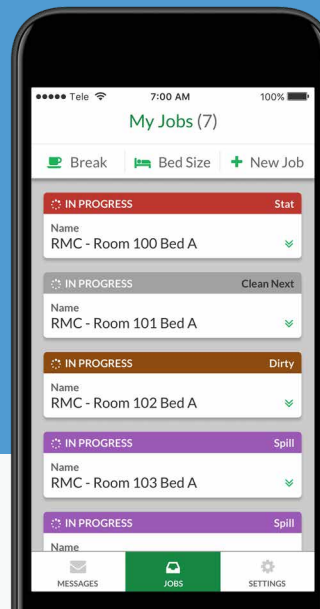 Tele 7:00 AM 100%
My Jobs (7)
Break Bed Size + New Job
IN PROGRESS Stat
Name
RMC - Room 100 Bed A
IN PROGRESS Clean Next
Name
RMC - Room 101 Bed A
IN PROGRESS Dirty
Name
RMC - Room 102 Bed A
IN PROGRESS Spill
Name
RMC - Room 103 Bed A
IN PROGRESS Spill
Name
MESSAGES JOBS SETTINGS